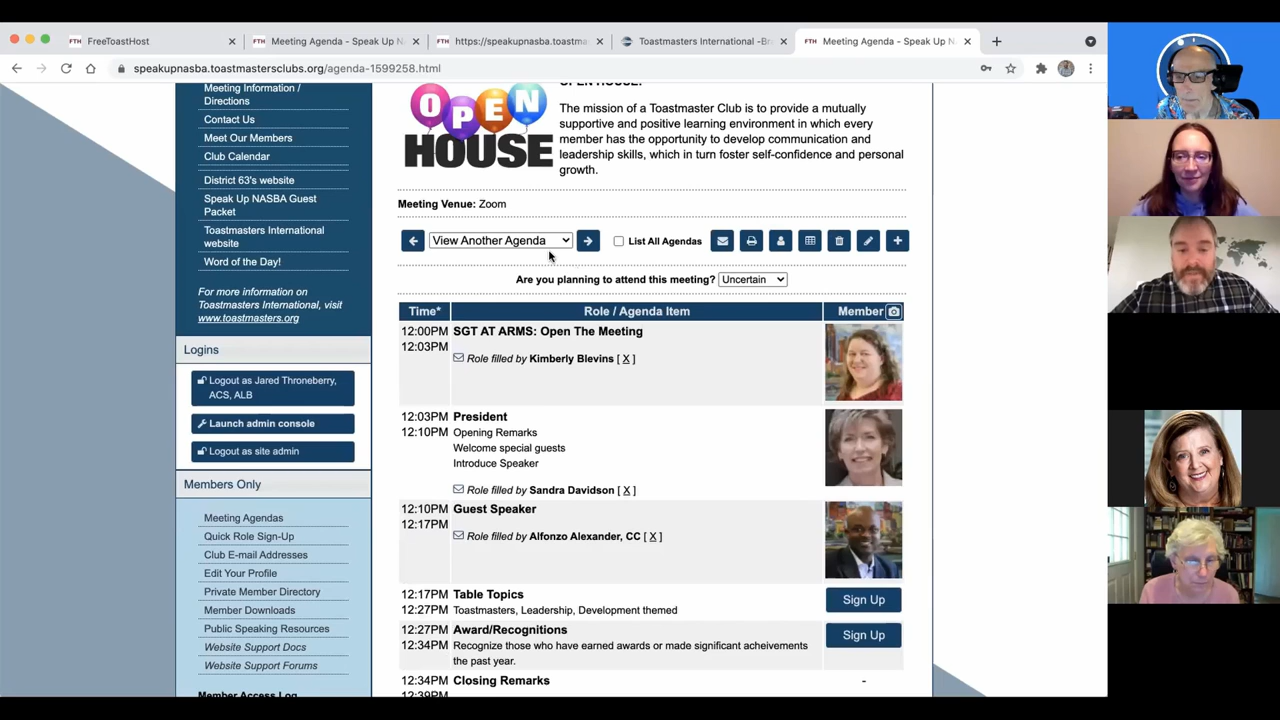 FTH FreeToastHost
FTH Meeting Agenda - Speak Up N
FTH https://speakupnasba.toastma
Toastmasters International -Bra
FTH Meeting Agenda - Speak Up N
speakupnasba.toastmastersclubs.org/agenda-1599258.html
Meeting Information /
Directions
Contact Us
Meet Our Members
Club Calendar
District 63's website
Speak Up NASBA Guest
Packet
Toastmasters International
website
Word of the Day!
For more information on
Toastmasters International, visit
www.toastmasters.org
Logins
Logout as Jared Throneberry,
ACS, ALB
Launch admin console
Logout as site admin
Members Only
Meeting Agendas
Quick Role Sign-Up
Club E-mail Addresses
Edit Your Profile
Private Member Directory
Member Downloads
Public Speaking Resources
Website Support Docs
Website Support Forums
Member Access Log
OPEN
HOUSE
OPEN HOUSE!
The mission of a Toastmaster Club is to provide a mutually
supportive and positive learning environment in which every
member has the opportunity to develop communication and
leadership skills, which in turn foster self-confidence and personal
growth.
Meeting Venue: Zoom
View Another Agenda
List All Agendas
Are you planning to attend this meeting? Uncertain
Time* Role / Agenda Item Member
12:00PM SGT AT ARMS: Open The Meeting
12:03PM
Role filled by Kimberly Blevins [ X ]
12:03PM President
12:10PM Opening Remarks
Welcome special guests
Introduce Speaker
Role filled by Sandra Davidson [ X ]
12:10PM Guest Speaker
12:17PM
Role filled by Alfonzo Alexander, CC [ X ]
12:17PM Table Topics Sign Up
12:27PM Toastmasters, Leadership, Development themed
12:27PM Award/Recognitions Sign Up
12:34PM Recognize those who have earned awards or made significant acheivements
the past year.
12:34PM Closing Remarks -
12:39PM